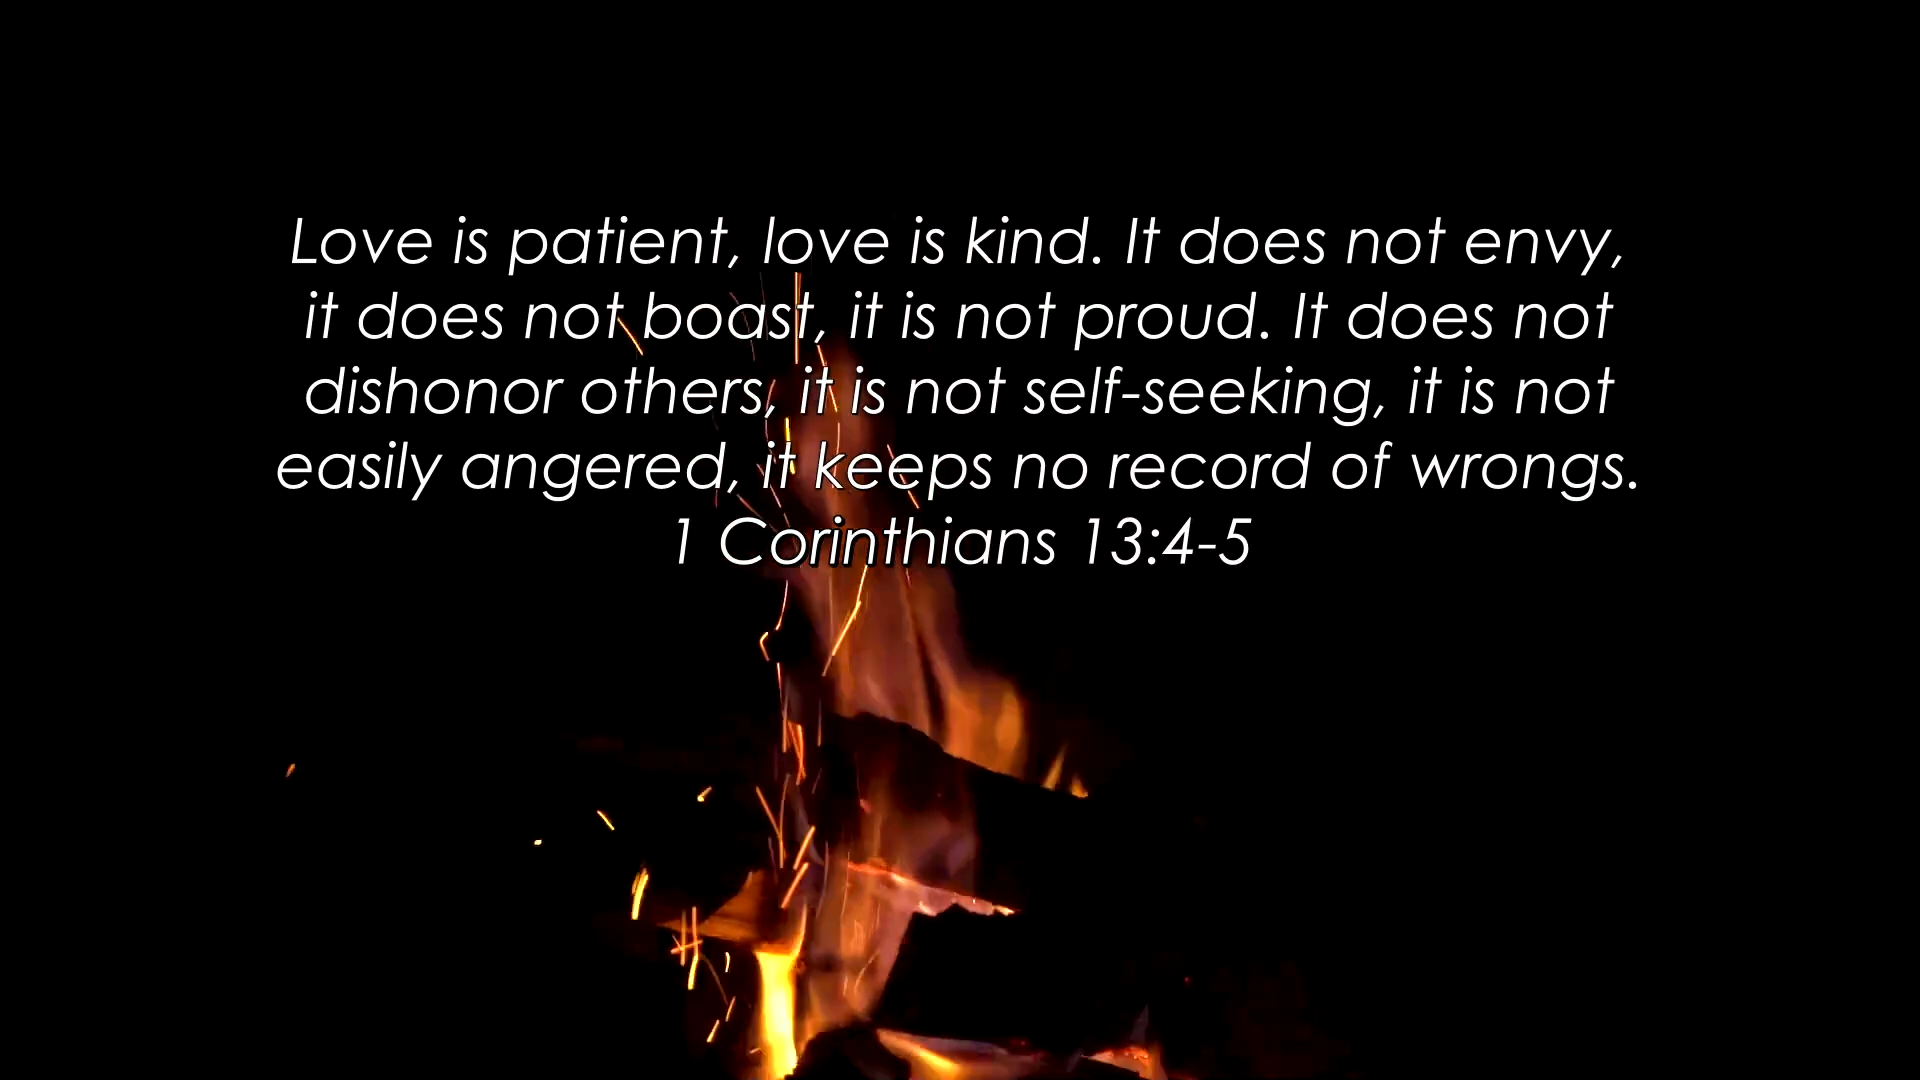 Love is patient, love is kind. It does not envy,
it does not boast, it is not proud. It does not
dishonor others, it is not self-seeking, it is not
easily angered, it keeps no record of wrongs.
1 Corinthians 13:4-5